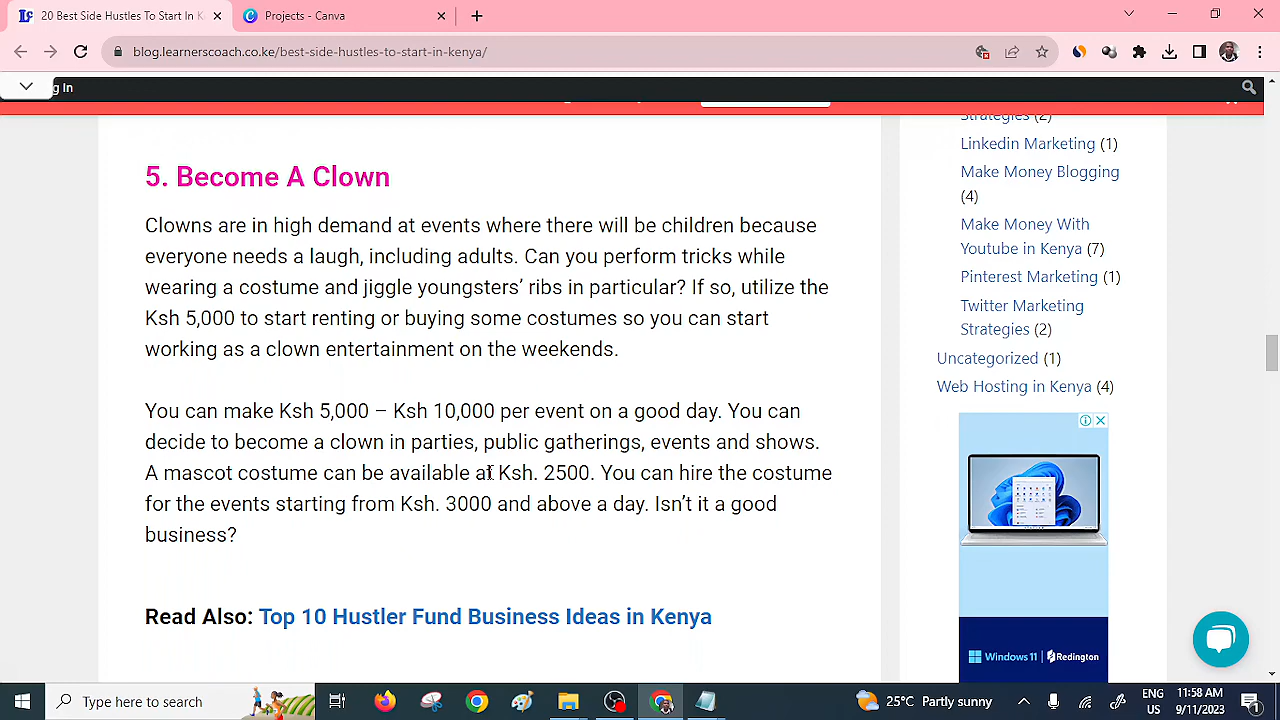 20 Best Side Hustles To Start In K
Projects - Canva
blog.learnerscoach.co.ke/best-side-hustles-to-start-in-kenya/
g In
5. Become A Clown
Clowns are in high demand at events where there will be children because
everyone needs a laugh, including adults. Can you perform tricks while
wearing a costume and jiggle youngsters’ ribs in particular? If so, utilize the
Ksh 5,000 to start renting or buying some costumes so you can start
working as a clown entertainment on the weekends.
You can make Ksh 5,000 – Ksh 10,000 per event on a good day. You can
decide to become a clown in parties, public gatherings, events and shows.
A mascot costume can be available at Ksh. 2500. You can hire the costume
for the events starting from Ksh. 3000 and above a day. Isn’t it a good
business?
Read Also: Top 10 Hustler Fund Business Ideas in Kenya
Strategies (2)
Linkedin Marketing (1)
Make Money Blogging
(4)
Make Money With
Youtube in Kenya (7)
Pinterest Marketing (1)
Twitter Marketing
Strategies (2)
Uncategorized (1)
Web Hosting in Kenya (4)
Windows 11 | Redington
Type here to search
25°C Partly sunny
ENG
US
11:58 AM
9/11/2023
1